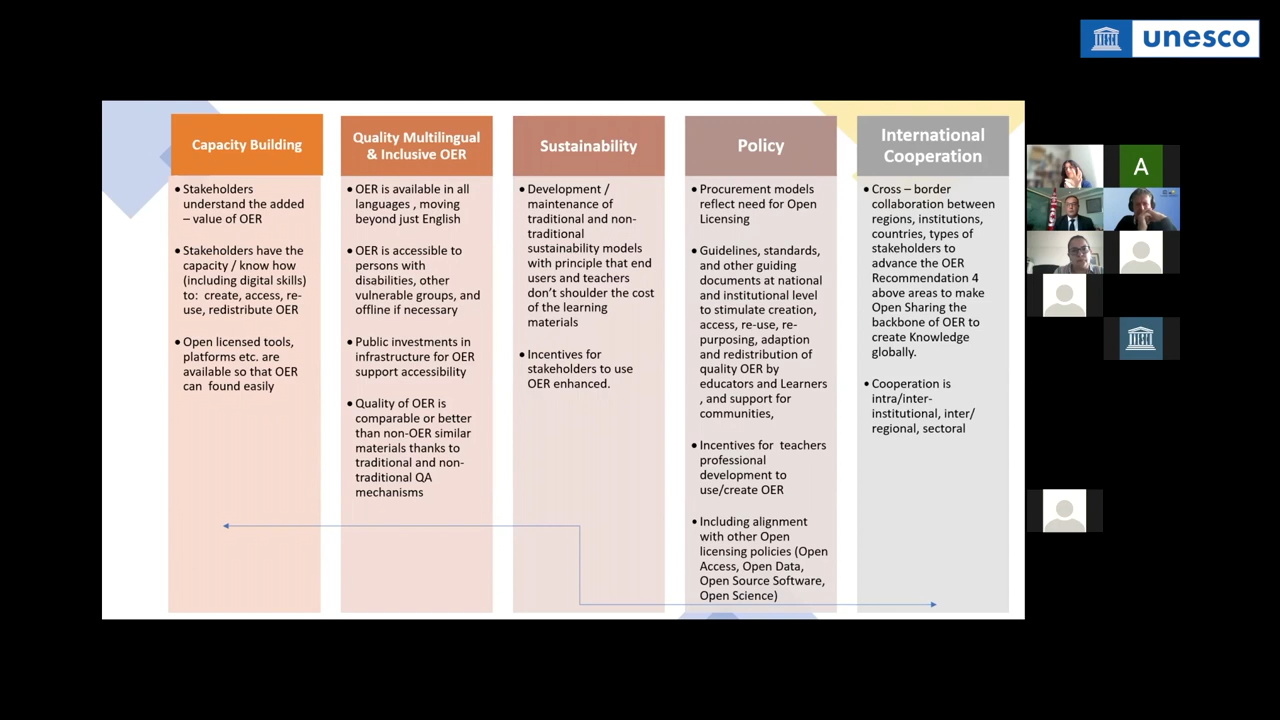 unesco
Capacity Building
• Stakeholders
understand the added
– value of OER
• Stakeholders have the
capacity / know how
(including digital skills)
to: create, access, re-
use, redistribute OER
• Open licensed tools,
platforms etc. are
available so that OER
can found easily
Quality Multilingual
& Inclusive OER
• OER is available in all
languages , moving
beyond just English
• OER is accessible to
persons with
disabilities, other
vulnerable groups, and
offline if necessary
• Public investments in
infrastructure for OER
support accessibility
• Quality of OER is
comparable or better
than non-OER similar
materials thanks to
traditional and non-
traditional QA
mechanisms
Sustainability
• Development /
maintenance of
traditional and non-
traditional
sustainability models
with principle that end
users and teachers
don't shoulder the cost
of the learning
materials
• Incentives for
stakeholders to use
OER enhanced.
Policy
• Procurement models
reflect need for Open
Licensing
• Guidelines, standards,
and other guiding
documents at national
and institutional level
to stimulate creation,
access, re-use, re-
purposing, adaption
and redistribution of
quality OER by
educators and Learners
, and support for
communities,
• Incentives for teachers
professional
development to
use/create OER
• Including alignment
with other Open
licensing policies (Open
Access, Open Data,
Open Source Software,
Open Science)
International
Cooperation
• Cross – border
collaboration between
regions, institutions,
countries, types of
stakeholders to
advance the OER
Recommendation 4
above areas to make
Open Sharing the
backbone of OER to
create Knowledge
globally.
• Cooperation is
intra/inter-
institutional, inter/
regional, sectoral
A